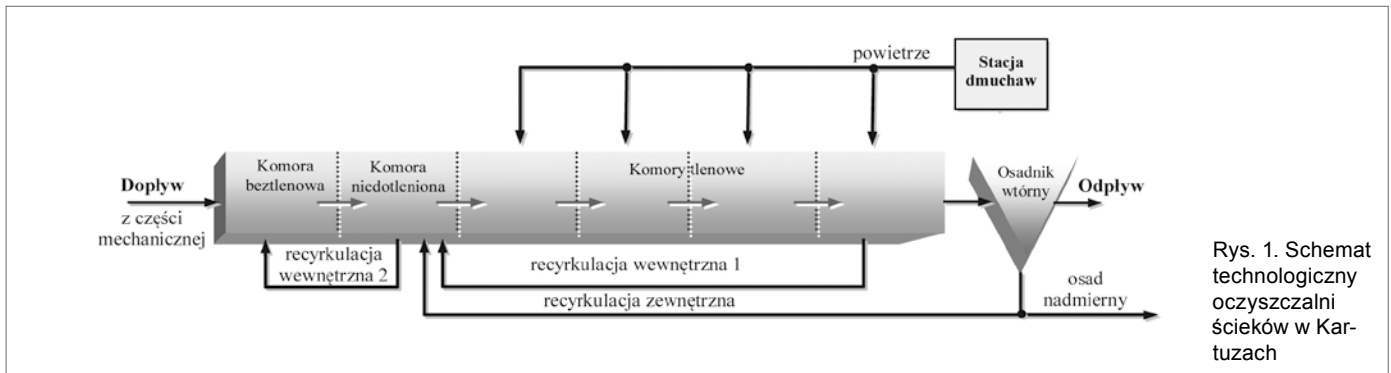 powietrze
Stacja
dmuchaw
Komora
beztlenowa
Komora
niedotleniona
Komory tlenowe
Osadnik
wtórny
Dopływ
z części
mechanicznej
Odpływ
recyrkulacja
wewnętrzna 2
recyrkulacja wewnętrzna 1
recyrkulacja zewnętrzna
osad
nadmierny
Rys. 1. Schemat
technologiczny
oczyszczalni
ścieków w Kar-
tuzach